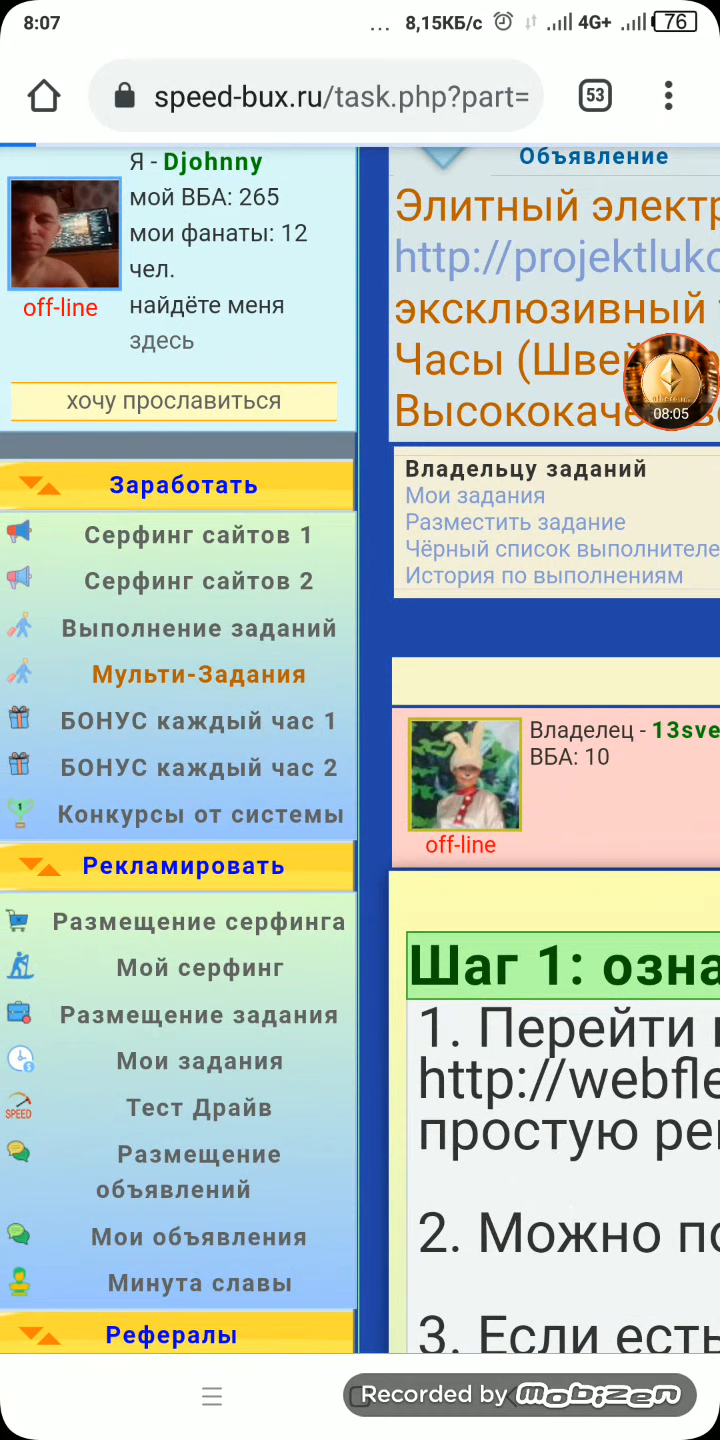 8:07
... 8,15КБ/с 4G+ 76
speed-bux.ru/task.php?part=
53
Я - Djohnny
мой ВБА: 265
мои фанаты: 12
чел.
off-line
найдёте меня
здесь
хочу прославиться
Заработать
Серфинг сайтов 1
Серфинг сайтов 2
Выполнение заданий
Мульти-Задания
БОНУС каждый час 1
БОНУС каждый час 2
1
Конкурсы от системы
Рекламировать
Размещение серфинга
Мой серфинг
Размещение задания
Мои задания
SPEED
Тест Драйв
Размещение
объявлений
Мои объявления
Минута славы
Рефералы
Объявление
Элитный электр
http://projektluko
эксклюзивный
Часы (Швей
Высококаче
08:05
Владельцу заданий
Мои задания
Разместить задание
Чёрный список выполнителе
История по выполнениям
Владелец - 13sve
ВБА: 10
off-line
Шаг 1: озна
1. Перейти
http://webfle
простую ре
2. Можно по
3. Если есть
Recorded by mobizen